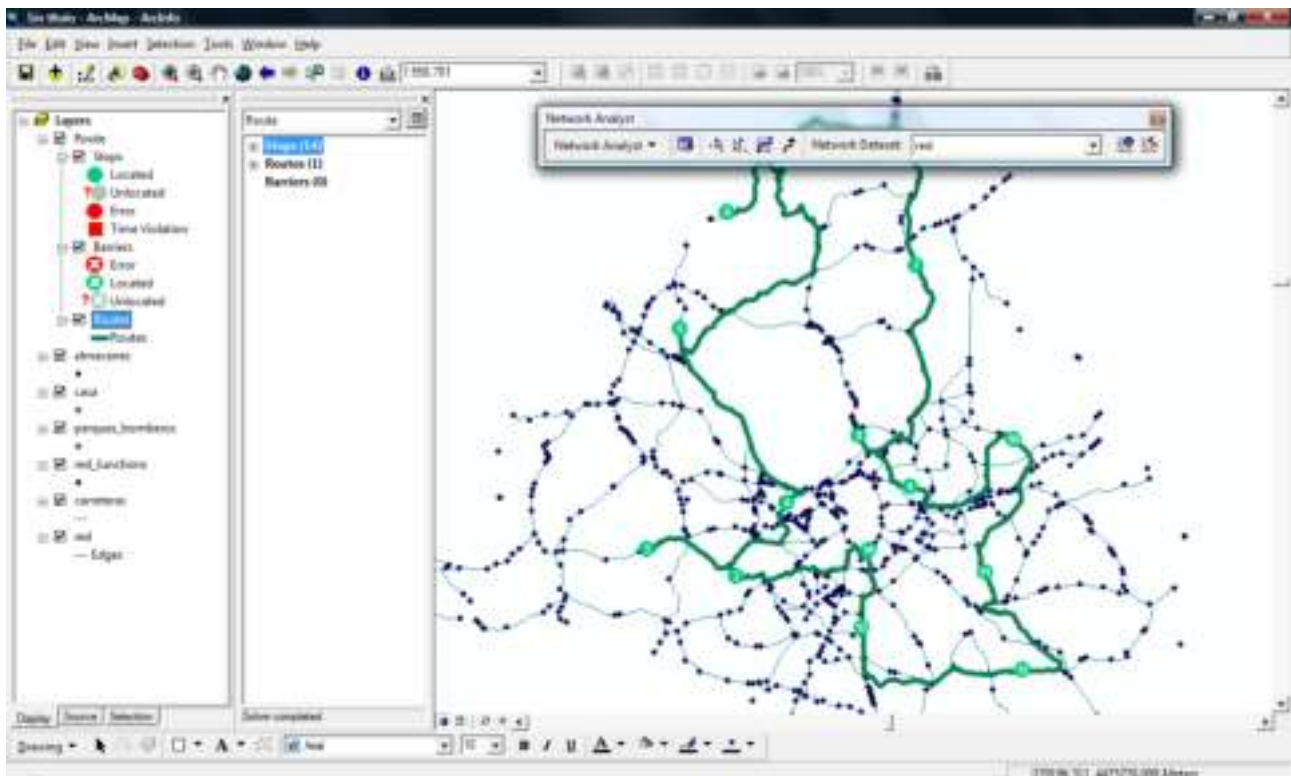 Sin título - ArcMap - ArcInfo
File Edit View Insert Selection Tools Window Help
Layers
Route
Stops
Located
Unlocated
Error
Time Violation
Barriers
Error
Located
Unlocated
Routes
Routes
almacenes
casa
parques_bomberos
red_Junctions
carreteras
red
Edges
Display Source Selection
Route
Stops (14)
Routes (1)
Barriers (0)
Solve completed
Network Analyst
Network Analyst
Network Dataset:
red
Drawing
A
Arial
10
B I U A